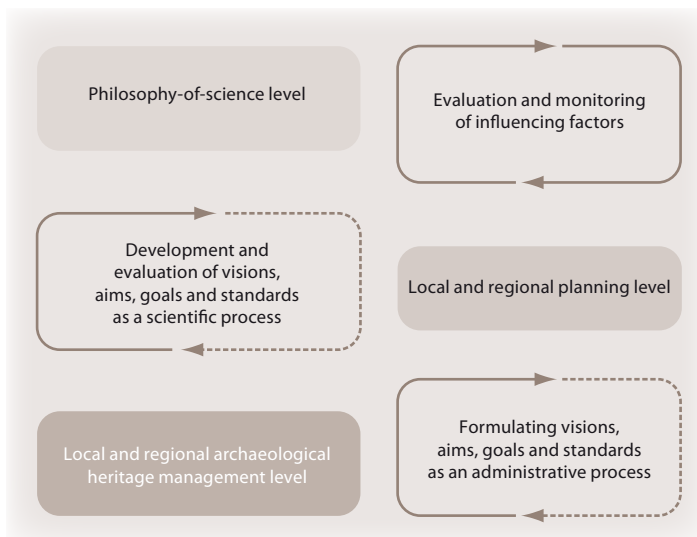 Philosophy-of-science level
Evaluation and monitoring
of influencing factors
Development and
evaluation of visions,
aims, goals and standards
as a scientific process
Local and regional planning level
Local and regional archaeological
heritage management level
Formulating visions,
aims, goals and standards
as an administrative process